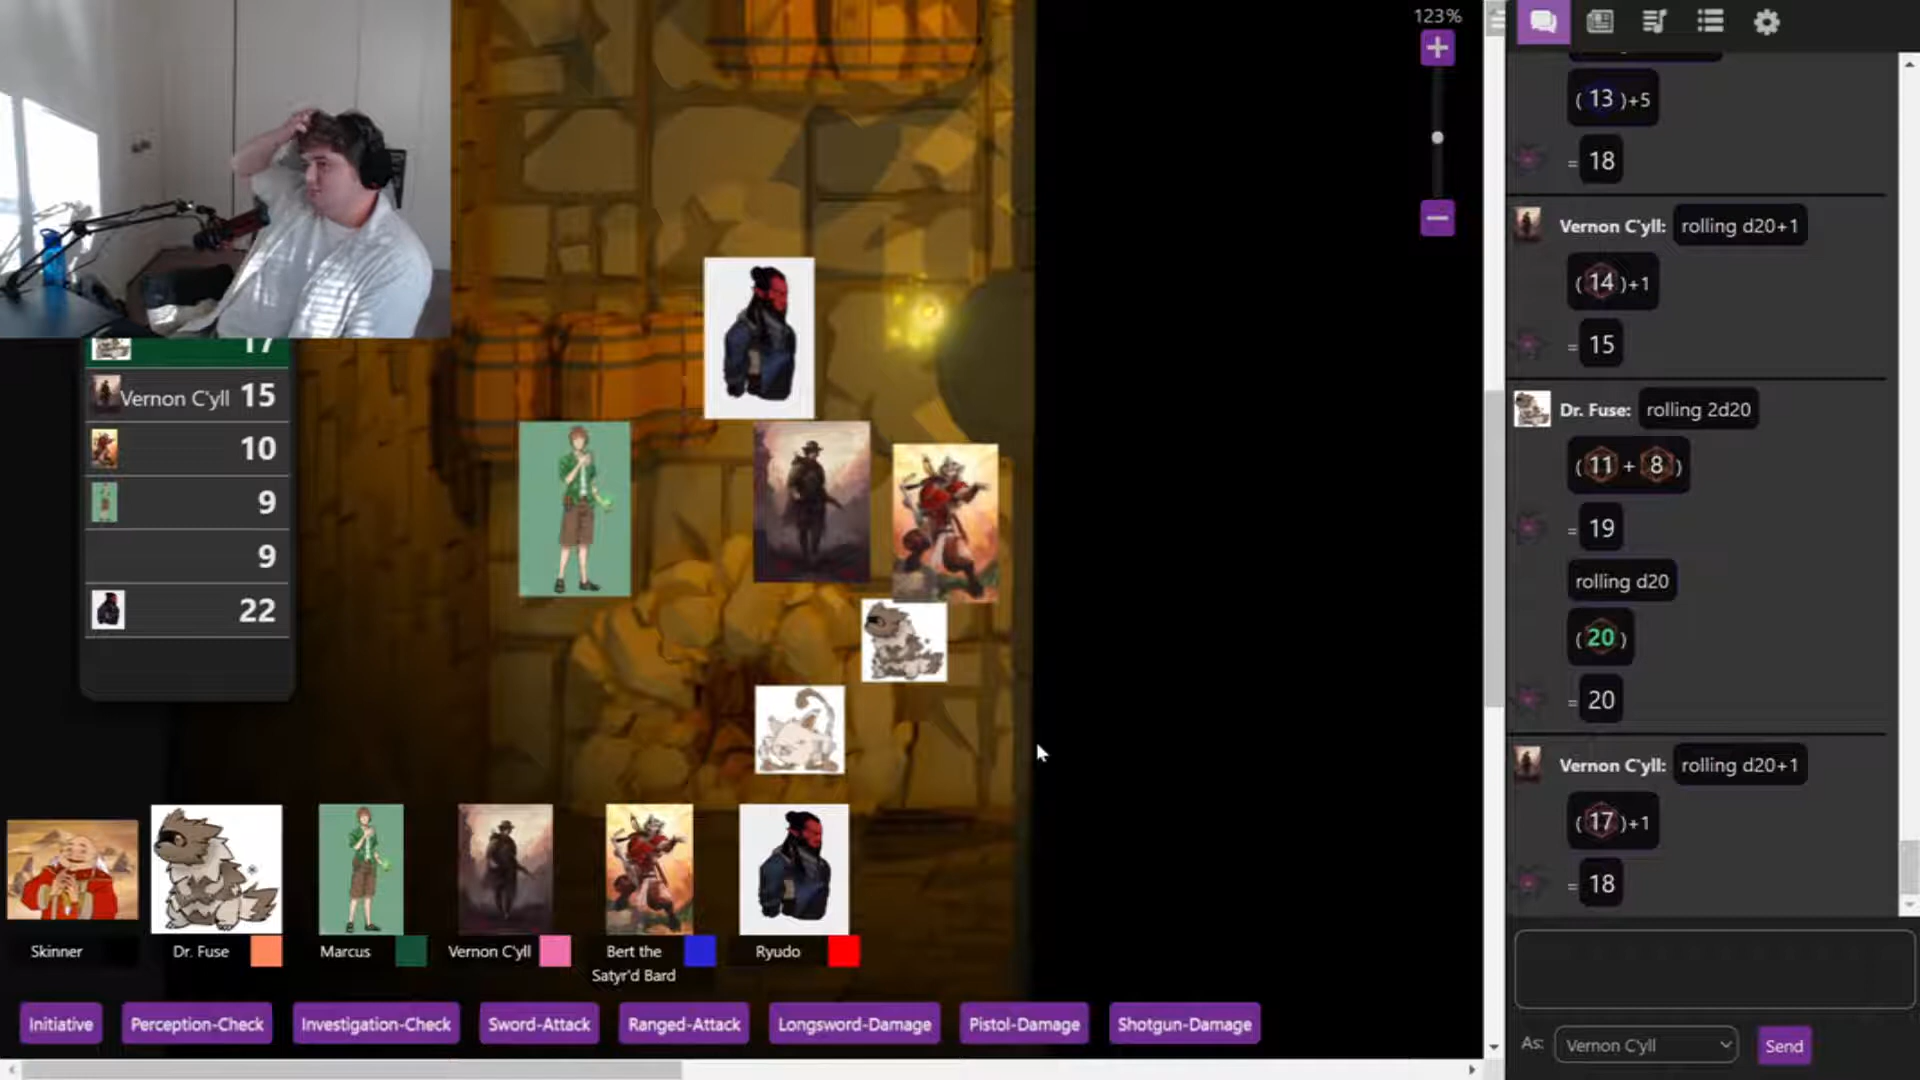 123%
( 13 )+5
= 18
Vernon C'yll: rolling d20+1
( 14 )+1
= 15
Dr. Fuse: rolling 2d20
( 11 + 8 )
= 19
rolling d20
( 20 )
= 20
Vernon C'yll: rolling d20+1
( 17 )+1
= 18
17
Vernon C'yll 15
10
9
9
22
Skinner
Dr. Fuse
Marcus
Vernon C'yll
Bert the
Satyr'd Bard
Ryudo
Initiative
Perception-Check
Investigation-Check
Sword-Attack
Ranged-Attack
Longsword-Damage
Pistol-Damage
Shotgun-Damage
As: Vernon C'yll
Send